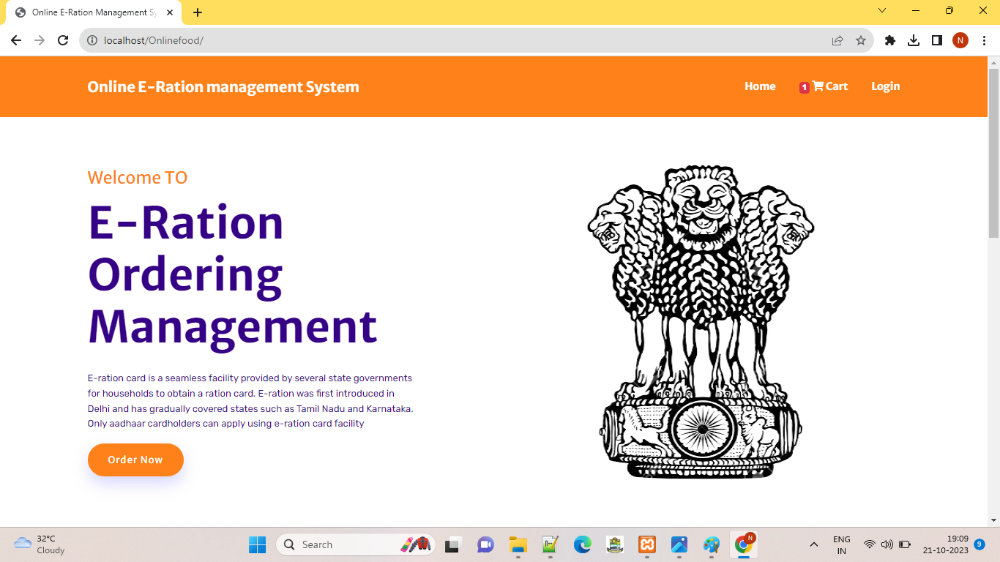 Online E-Ration Management Sy
localhost/Onlinefood/
N
Online E-Ration management System
Home
1 Cart
Login
Welcome TO
E-Ration
Ordering
Management
E-ration card is a seamless facility provided by several state governments
for households to obtain a ration card. E-ration was first introduced in
Delhi and has gradually covered states such as Tamil Nadu and Karnataka.
Only aadhaar cardholders can apply using e-ration card facility
Order Now
32°C
Cloudy
Search
N
ENG
IN
19:09
21-10-2023
9